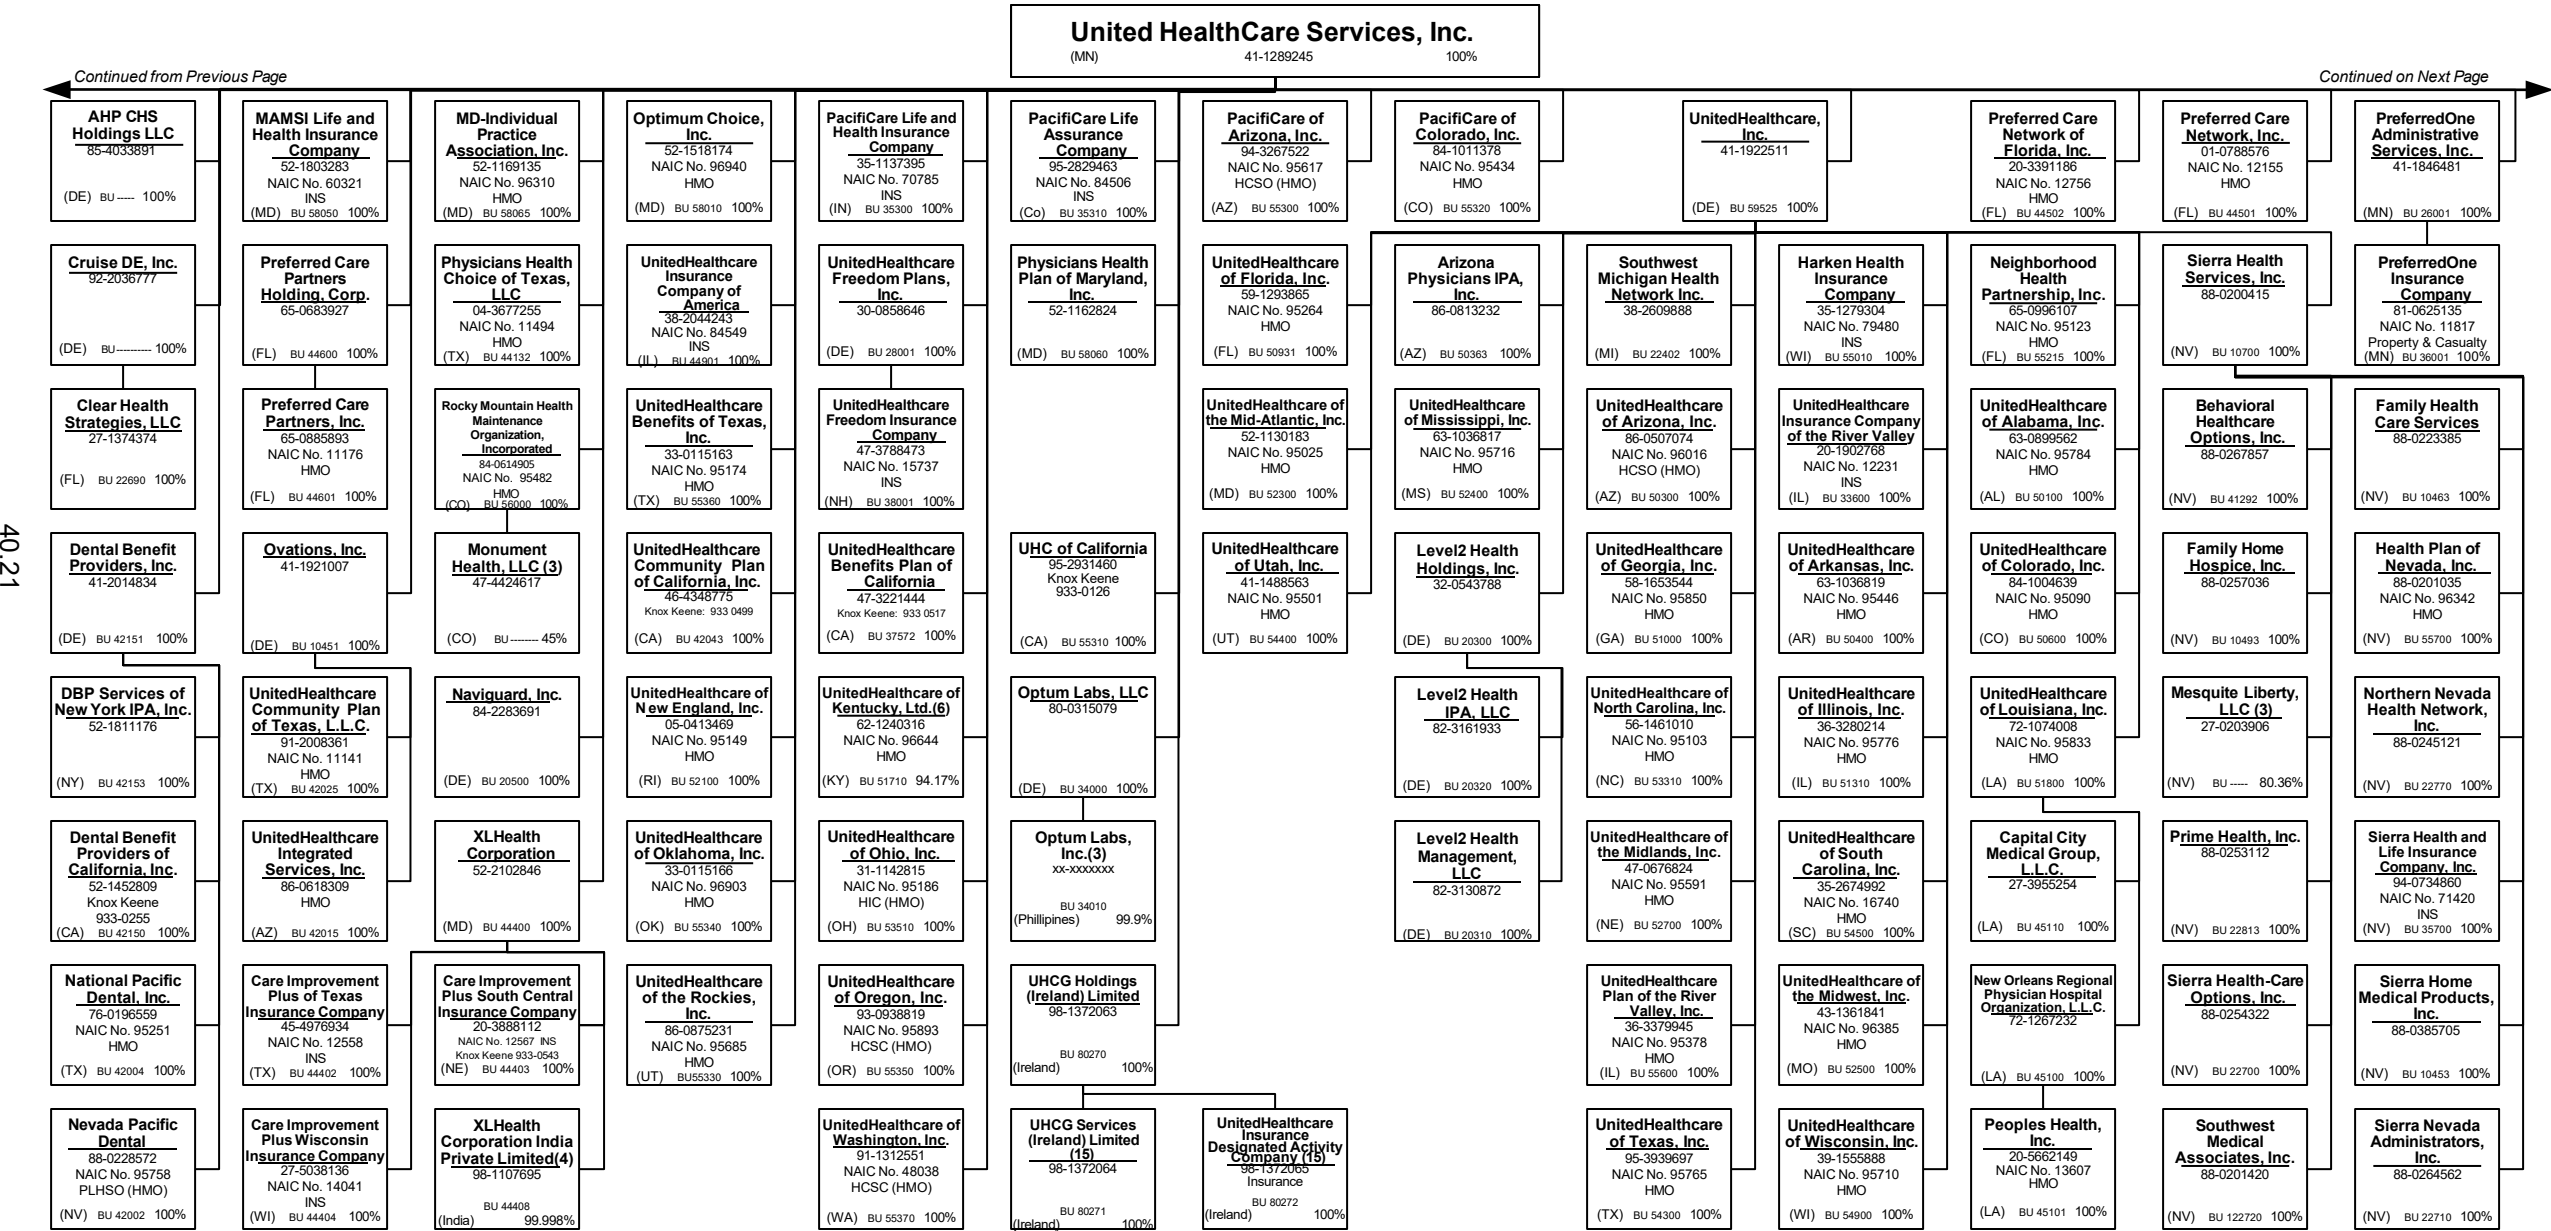 United HealthCare Services, Inc.
(MN) 41-1289245 100%
Continued from Previous Page
Continued on Next Page
AHP CHS
Holdings LLC
85-4033891
(DE) BU ----- 100%
MAMSI Life and
Health Insurance
Company
52-1803283
NAIC No. 60321
INS
(MD) BU 58050 100%
MD-Individual
Practice
Association, Inc.
52-1169135
NAIC No. 96310
HMO
(MD) BU 58065 100%
Optimum Choice,
Inc.
52-1518174
NAIC No. 96940
HMO
(MD) BU 58010 100%
PacifiCare Life and
Health Insurance
Company
35-1137395
NAIC No. 70785
INS
(IN) BU 35300 100%
PacifiCare Life
Assurance
Company
95-2829463
NAIC No. 84506
INS
(Co) BU 35310 100%
PacifiCare of
Arizona, Inc.
94-3267522
NAIC No. 95617
HCSO (HMO)
(AZ) BU 55300 100%
PacifiCare of
Colorado, Inc.
84-1011378
NAIC No. 95434
HMO
(CO) BU 55320 100%
UnitedHealthcare,
Inc.
41-1922511
(DE) BU 59525 100%
Preferred Care
Network of
Florida, Inc.
20-3391186
NAIC No. 12756
HMO
(FL) BU 44502 100%
Preferred Care
Network, Inc.
01-0788576
NAIC No. 12155
HMO
(FL) BU 44501 100%
PreferredOne
Administrative
Services, Inc.
41-1846481
(MN) BU 26001 100%
Cruise DE, Inc.
92-2036777
(DE) BU---------- 100%
Preferred Care
Partners
Holding, Corp.
65-0683927
(FL) BU 44600 100%
Physicians Health
Choice of Texas,
LLC
04-3677255
NAIC No. 11494
HMO
(TX) BU 44132 100%
UnitedHealthcare
Insurance
Company of
America
38-2044243
NAIC No. 84549
INS
(IL) BU 44901 100%
UnitedHealthcare
Freedom Plans,
Inc.
30-0858646
(DE) BU 28001 100%
Physicians Health
Plan of Maryland,
Inc.
52-1162824
(MD) BU 58060 100%
UnitedHealthcare
of Florida, Inc.
59-1293865
NAIC No. 95264
HMO
(FL) BU 50931 100%
Arizona
Physicians IPA,
Inc.
86-0813232
(AZ) BU 50363 100%
Southwest
Michigan Health
Network Inc.
38-2609888
(MI) BU 22402 100%
Harken Health
Insurance
Company
35-1279304
NAIC No. 79480
INS
(WI) BU 55010 100%
Neighborhood
Health
Partnership, Inc.
65-0996107
NAIC No. 95123
HMO
(FL) BU 55215 100%
Sierra Health
Services, Inc.
88-0200415
(NV) BU 10700 100%
PreferredOne
Insurance
Company
81-0625135
NAIC No. 11817
Property & Casualty
(MN) BU 36001 100%
Clear Health
Strategies, LLC
27-1374374
(FL) BU 22690 100%
Preferred Care
Partners, Inc.
65-0885893
NAIC No. 11176
HMO
(FL) BU 44601 100%
Rocky Mountain Health
Maintenance
Organization,
Incorporated
84-0614905
NAIC No. 95482
HMO
(CO) BU 56000 100%
UnitedHealthcare
Benefits of Texas,
Inc.
33-0115163
NAIC No. 95174
HMO
(TX) BU 55360 100%
UnitedHealthcare
Freedom Insurance
Company
47-3788473
NAIC No. 15737
INS
(NH) BU 38001 100%
UnitedHealthcare of
the Mid-Atlantic, Inc.
52-1130183
NAIC No. 95025
HMO
(MD) BU 52300 100%
UnitedHealthcare
of Mississippi, Inc.
63-1036817
NAIC No. 95716
HMO
(MS) BU 52400 100%
UnitedHealthcare
of Arizona, Inc.
86-0507074
NAIC No. 96016
HCSO (HMO)
(AZ) BU 50300 100%
UnitedHealthcare
Insurance Company
of the River Valley
20-1902768
NAIC No. 12231
INS
(IL) BU 33600 100%
UnitedHealthcare
of Alabama, Inc.
63-0899562
NAIC No. 95784
HMO
(AL) BU 50100 100%
Behavioral
Healthcare
Options, Inc.
88-0267857
(NV) BU 41292 100%
Family Health
Care Services
88-0223385
(NV) BU 10463 100%
Dental Benefit
Providers, Inc.
41-2014834
(DE) BU 42151 100%
Ovations, Inc.
41-1921007
(DE) BU 10451 100%
Monument
Health, LLC (3)
47-4424617
(CO) BU -------- 45%
UnitedHealthcare
Community Plan
of California, Inc.
46-4348775
Knox Keene: 933 0499
(CA) BU 42043 100%
UnitedHealthcare
Benefits Plan of
California
47-3221444
Knox Keene: 933 0517
(CA) BU 37572 100%
UHC of California
95-2931460
Knox Keene
933-0126
(CA) BU 55310 100%
UnitedHealthcare
of Utah, Inc.
41-1488563
NAIC No. 95501
HMO
(UT) BU 54400 100%
Level2 Health
Holdings, Inc.
32-0543788
(DE) BU 20300 100%
UnitedHealthcare
of Georgia, Inc.
58-1653544
NAIC No. 95850
HMO
(GA) BU 51000 100%
UnitedHealthcare
of Arkansas, Inc.
63-1036819
NAIC No. 95446
HMO
(AR) BU 50400 100%
UnitedHealthcare
of Colorado, Inc.
84-1004639
NAIC No. 95090
HMO
(CO) BU 50600 100%
Family Home
Hospice, Inc.
88-0257036
(NV) BU 10493 100%
Health Plan of
Nevada, Inc.
88-0201035
NAIC No. 96342
HMO
(NV) BU 55700 100%
40.21
DBP Services of
New York IPA, Inc.
52-1811176
(NY) BU 42153 100%
UnitedHealthcare
Community Plan
of Texas, L.L.C.
91-2008361
NAIC No. 11141
HMO
(TX) BU 42025 100%
Naviguard, Inc.
84-2283691
(DE) BU 20500 100%
UnitedHealthcare of
New England, Inc.
05-0413469
NAIC No. 95149
HMO
(RI) BU 52100 100%
UnitedHealthcare of
Kentucky, Ltd.(6)
62-1240316
NAIC No. 96644
HMO
(KY) BU 51710 94.17%
Optum Labs, LLC
80-0315079
(DE) BU 34000 100%
Level2 Health
IPA, LLC
82-3161933
(DE) BU 20320 100%
UnitedHealthcare of
North Carolina, Inc.
56-1461010
NAIC No. 95103
HMO
(NC) BU 53310 100%
UnitedHealthcare
of Illinois, Inc.
36-3280214
NAIC No. 95776
HMO
(IL) BU 51310 100%
UnitedHealthcare
of Louisiana, Inc.
72-1074008
NAIC No. 95833
HMO
(LA) BU 51800 100%
Mesquite Liberty,
LLC (3)
27-0203906
(NV) BU ----- 80.36%
Northern Nevada
Health Network,
Inc.
88-0245121
(NV) BU 22770 100%
Dental Benefit
Providers of
California, Inc.
52-1452809
Knox Keene
933-0255
(CA) BU 42150 100%
UnitedHealthcare
Integrated
Services, Inc.
86-0618309
HMO
(AZ) BU 42015 100%
XLHealth
Corporation
52-2102846
(MD) BU 44400 100%
UnitedHealthcare
of Oklahoma, Inc.
33-0115166
NAIC No. 96903
HMO
(OK) BU 55340 100%
UnitedHealthcare
of Ohio, Inc.
31-1142815
NAIC No. 95186
HIC (HMO)
(OH) BU 53510 100%
Optum Labs,
Inc.(3)
xx-xxxxxxx
BU 34010
(Phillipines) 99.9%
Level2 Health
Management,
LLC
82-3130872
(DE) BU 20310 100%
UnitedHealthcare of
the Midlands, Inc.
47-0676824
NAIC No. 95591
HMO
(NE) BU 52700 100%
UnitedHealthcare
of South
Carolina, Inc.
35-2674992
NAIC No. 16740
HMO
(SC) BU 54500 100%
Capital City
Medical Group,
L.L.C.
27-3955254
(LA) BU 45110 100%
Prime Health, Inc.
88-0253112
(NV) BU 22813 100%
Sierra Health and
Life Insurance
Company, Inc.
94-0734860
NAIC No. 71420
INS
(NV) BU 35700 100%
National Pacific
Dental, Inc.
76-0196559
NAIC No. 95251
HMO
(TX) BU 42004 100%
Care Improvement
Plus of Texas
Insurance Company
45-4976934
NAIC No. 12558
INS
(TX) BU 44402 100%
Care Improvement
Plus South Central
Insurance Company
20-3888112
NAIC No. 12567 INS
Knox Keene 933-0543
(NE) BU 44403 100%
UnitedHealthcare
of the Rockies,
Inc.
86-0875231
NAIC No. 95685
HMO
(UT) BU55330 100%
UnitedHealthcare
of Oregon, Inc.
93-0938819
NAIC No. 95893
HCSC (HMO)
(OR) BU 55350 100%
UHCG Holdings
(Ireland) Limited
98-1372063
BU 80270
(Ireland) 100%
UnitedHealthcare
Plan of the River
Valley, Inc.
36-3379945
NAIC No. 95378
HMO
(IL) BU 55600 100%
UnitedHealthcare of
the Midwest, Inc.
43-1361841
NAIC No. 96385
HMO
(MO) BU 52500 100%
New Orleans Regional
Physician Hospital
Organization, L.L.C.
72-1267232
(LA) BU 45100 100%
Sierra Health-Care
Options, Inc.
88-0254322
(NV) BU 22700 100%
Sierra Home
Medical Products,
Inc.
88-0385705
(NV) BU 10453 100%
Nevada Pacific
Dental
88-0228572
NAIC No. 95758
PLHSO (HMO)
(NV) BU 42002 100%
Care Improvement
Plus Wisconsin
Insurance Company
27-5038136
NAIC No. 14041
INS
(WI) BU 44404 100%
XLHealth
Corporation India
Private Limited(4)
98-1107695
BU 44408
(India) 99.998%
UnitedHealthcare of
Washington, Inc.
91-1312551
NAIC No. 48038
HCSC (HMO)
(WA) BU 55370 100%
UHCG Services
(Ireland) Limited
(15)
98-1372064
BU 80271
(Ireland) 100%
UnitedHealthcare
Insurance
Designated Activity
Company (15)
98-1372065
Insurance
BU 80272
(Ireland) 100%
UnitedHealthcare
of Texas, Inc.
95-3939697
NAIC No. 95765
HMO
(TX) BU 54300 100%
UnitedHealthcare
of Wisconsin, Inc.
39-1555888
NAIC No. 95710
HMO
(WI) BU 54900 100%
Peoples Health,
Inc.
20-5662149
NAIC No. 13607
HMO
(LA) BU 45101 100%
Southwest
Medical
Associates, Inc.
88-0201420
(NV) BU 122720 100%
Sierra Nevada
Administrators,
Inc.
88-0264562
(NV) BU 22710 100%